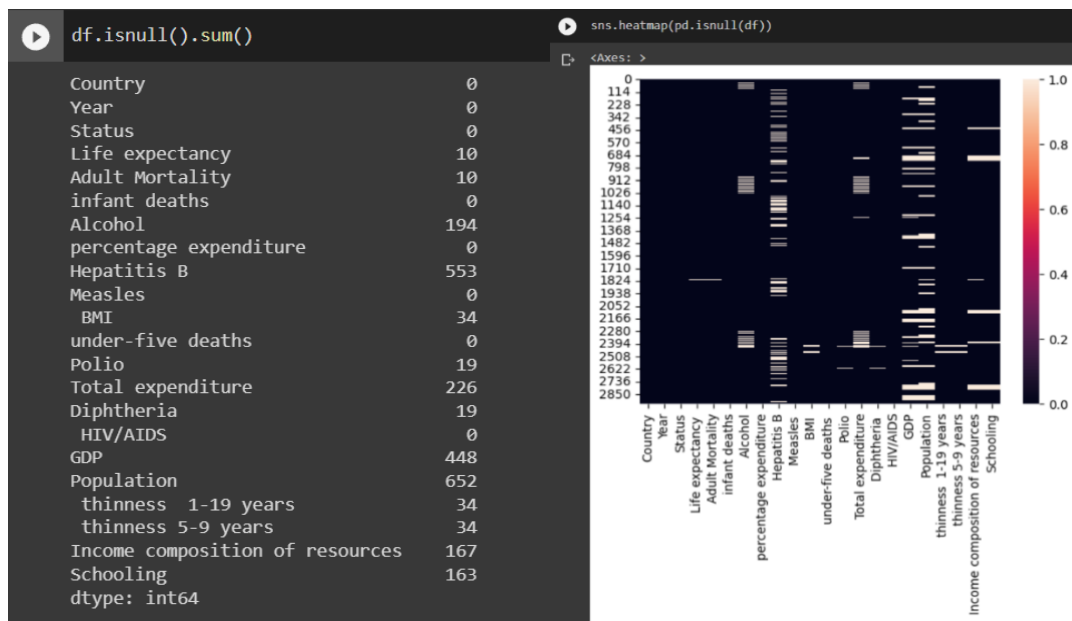 df.isnull().sum()
Country 0
Year 0
Status 0
Life expectancy 10
Adult Mortality 10
infant deaths 0
Alcohol 194
percentage expenditure 0
Hepatitis B 553
Measles 0
BMI 34
under-five deaths 0
Polio 19
Total expenditure 226
Diphtheria 19
HIV/AIDS 0
GDP 448
Population 652
thinness  1-19 years 34
thinness 5-9 years 34
Income composition of resources 167
Schooling 163
dtype: int64
sns.heatmap(pd.isnull(df))
<Axes: >
0
114
228
342
456
570
684
798
912
1026
1140
1254
1368
1482
1596
1710
1824
1938
2052
2166
2280
2394
2508
2622
2736
2850
1.0
0.8
0.6
0.4
0.2
0.0
Country
Year
Status
Life expectancy
Adult Mortality
infant deaths
Alcohol
percentage expenditure
Hepatitis B
Measles
BMI
under-five deaths
Polio
Total expenditure
Diphtheria
HIV/AIDS
GDP
Population
thinness  1-19 years
thinness 5-9 years
Income composition of resources
Schooling